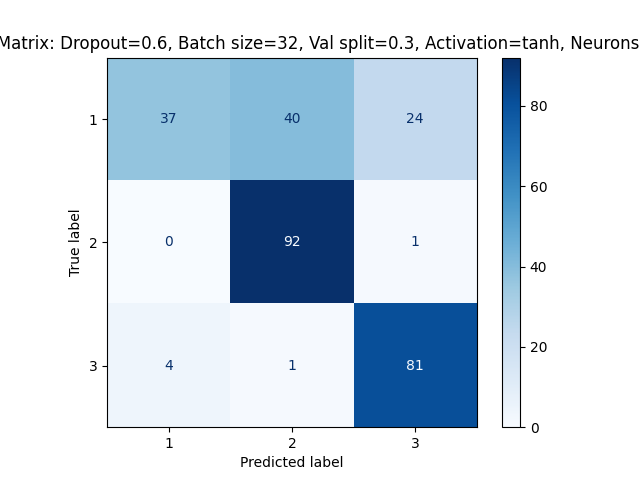 Matrix: Dropout=0.6, Batch size=32, Val split=0.3, Activation=tanh, Neurons
1 37 40 24
2 0 92 1
3 4 1 81
1 2 3
Predicted label
True label
80
60
40
20
0